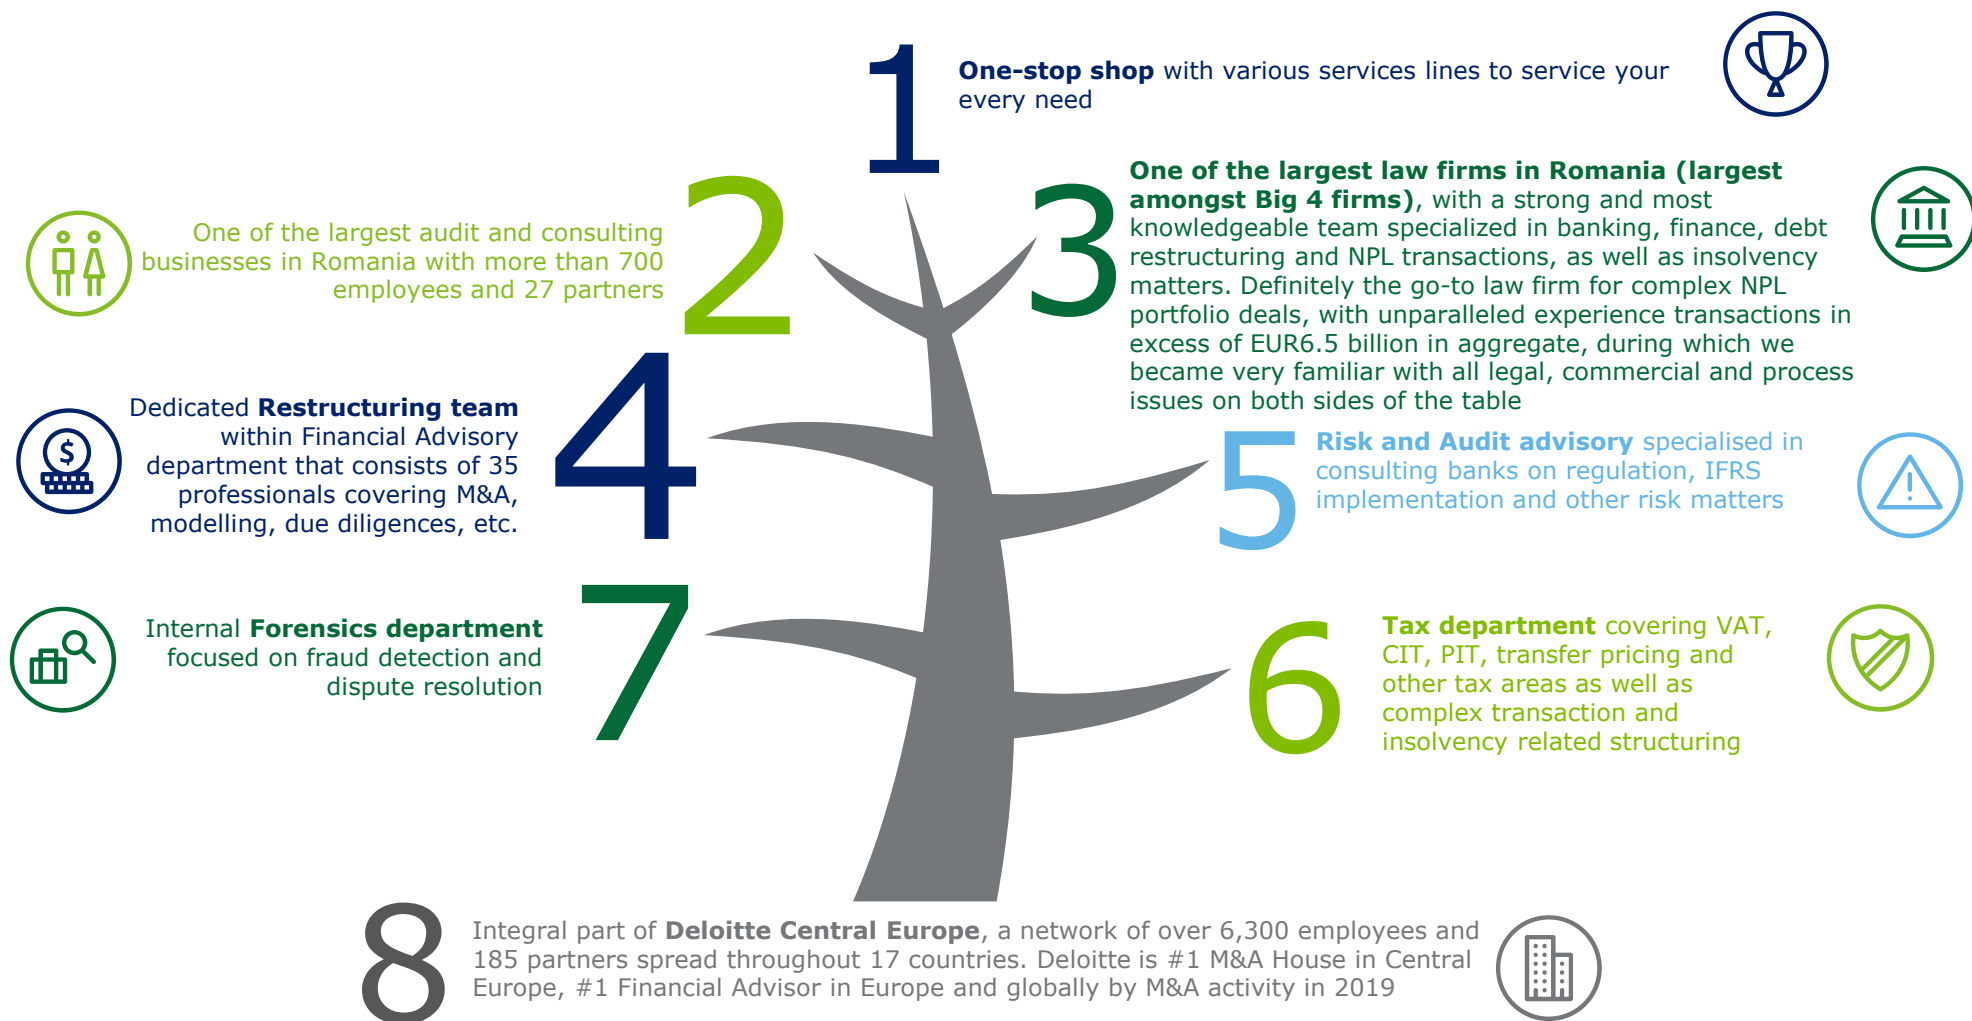 1
One-stop shop with various services lines to service your
every need
2
One of the largest audit and consulting
businesses in Romania with more than 700
employees and 27 partners
3
One of the largest law firms in Romania (largest
amongst Big 4 firms), with a strong and most
knowledgeable team specialized in banking, finance, debt
restructuring and NPL transactions, as well as insolvency
matters. Definitely the go-to law firm for complex NPL
portfolio deals, with unparalleled experience transactions in
excess of EUR6.5 billion in aggregate, during which we
became very familiar with all legal, commercial and process
issues on both sides of the table
4
Dedicated Restructuring team
within Financial Advisory
department that consists of 35
professionals covering M&A,
modelling, due diligences, etc.
$
5
Risk and Audit advisory specialised in
consulting banks on regulation, IFRS
implementation and other risk matters
!
6
Tax department covering VAT,
CIT, PIT, transfer pricing and
other tax areas as well as
complex transaction and
insolvency related structuring
7
Internal Forensics department
focused on fraud detection and
dispute resolution
8
Integral part of Deloitte Central Europe, a network of over 6,300 employees and
185 partners spread throughout 17 countries. Deloitte is #1 M&A House in Central
Europe, #1 Financial Advisor in Europe and globally by M&A activity in 2019